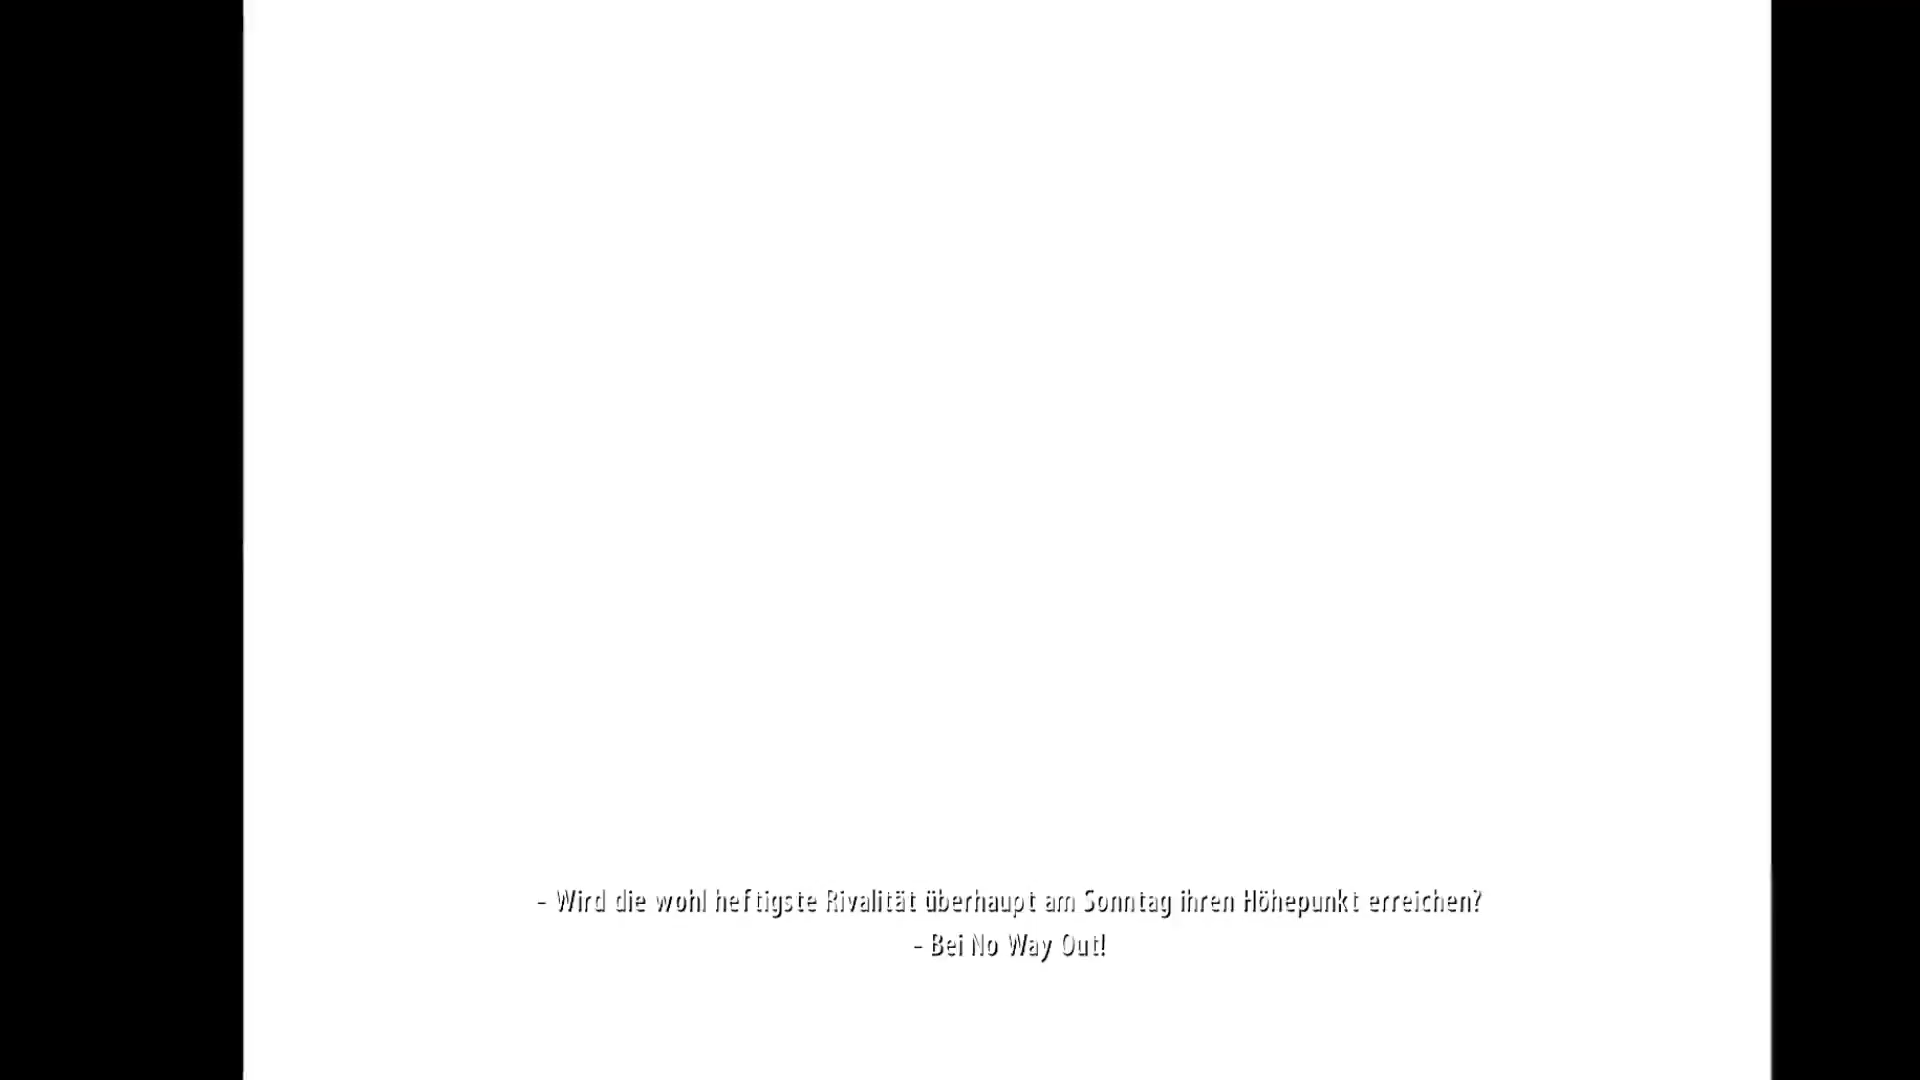 - Wird die wohl heftigste Rivalität überhaupt am Sonntag ihren Höhepunkt erreichen?
- Bei No Way Out!